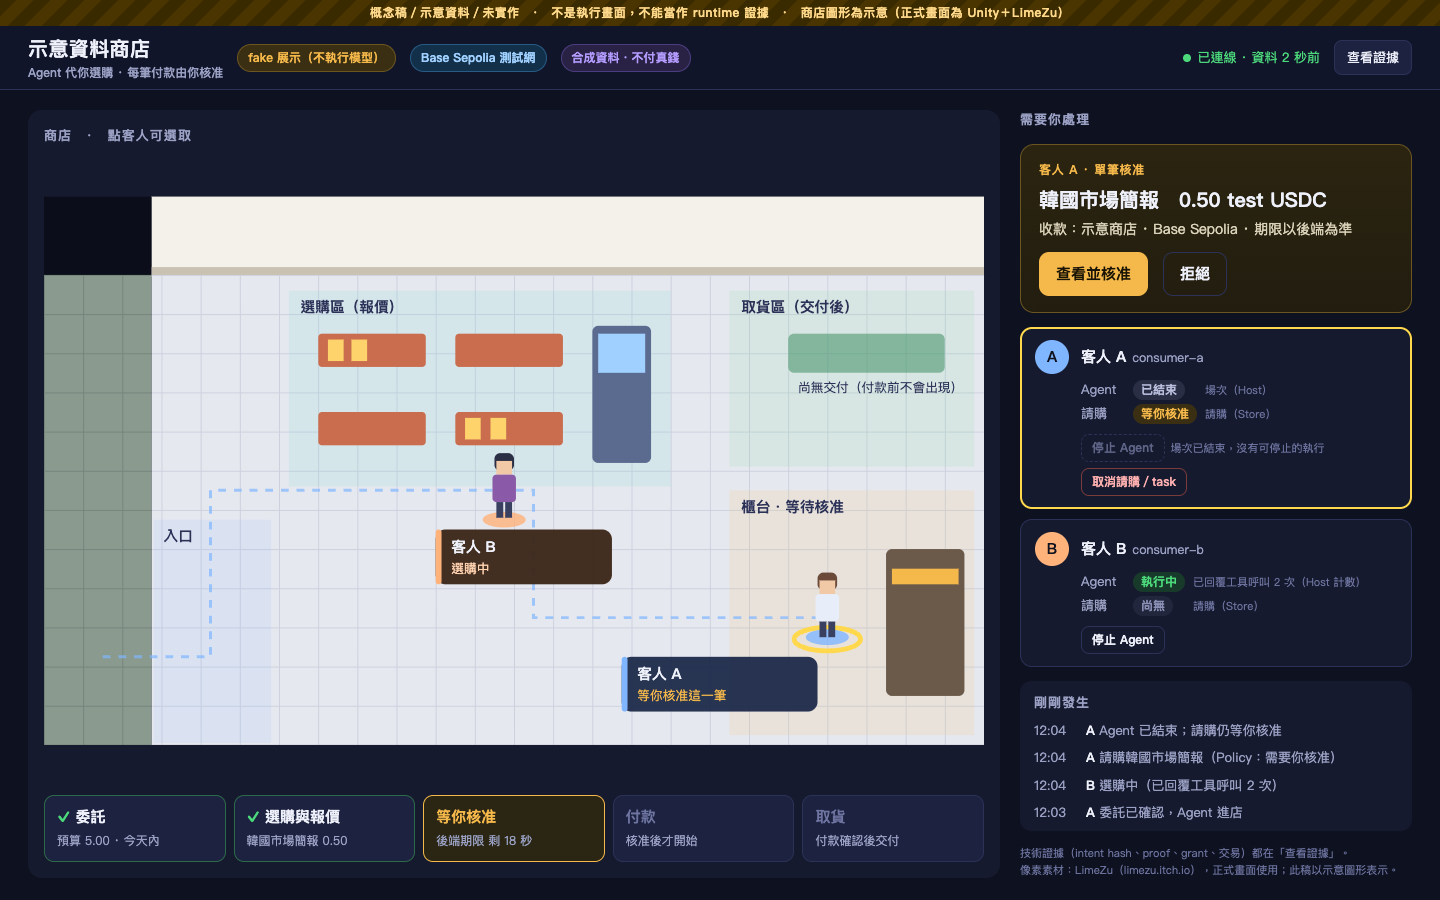 概念稿 / 示意資料 / 未實作 · 不是執行畫面，不能當作 runtime 證據 · 商店圖形為示意（正式畫面為 Unity＋LimeZu）
示意資料商店
Agent 代你選購 · 每筆付款由你核准
fake 展示（不執行模型）
Base Sepolia 測試網
合成資料 · 不付真錢
已連線 · 資料 2 秒前
查看證據
商店 · 點客人可選取
選購區（報價）
取貨區（交付後）
尚無交付（付款前不會出現）
入口
櫃台 · 等待核准
客人 B
選購中
客人 A
等你核准這一筆
委託
預算 5.00 · 今天內
選購與報價
韓國市場簡報 0.50
等你核准
後端期限 剩 18 秒
付款
核准後才開始
取貨
付款確認後交付
需要你處理
客人 A · 單筆核准
韓國市場簡報 0.50 test USDC
收款：示意商店 · Base Sepolia · 期限以後端為準
查看並核准
拒絕
A
客人 A consumer-a
Agent 已結束 場次（Host）
請購 等你核准 請購（Store）
停止 Agent 場次已結束，沒有可停止的執行
取消請購 / task
B
客人 B consumer-b
Agent 執行中 已回覆工具呼叫 2 次（Host 計數）
請購 尚無 請購（Store）
停止 Agent
剛剛發生
12:04 A Agent 已結束；請購仍等你核准
12:04 A 請購韓國市場簡報（Policy：需要你核准）
12:04 B 選購中（已回覆工具呼叫 2 次）
12:03 A 委託已確認，Agent 進店
技術證據（intent hash、proof、grant、交易）都在「查看證據」。
像素素材：LimeZu（limezu.itch.io），正式畫面使用；此稿以示意圖形表示。